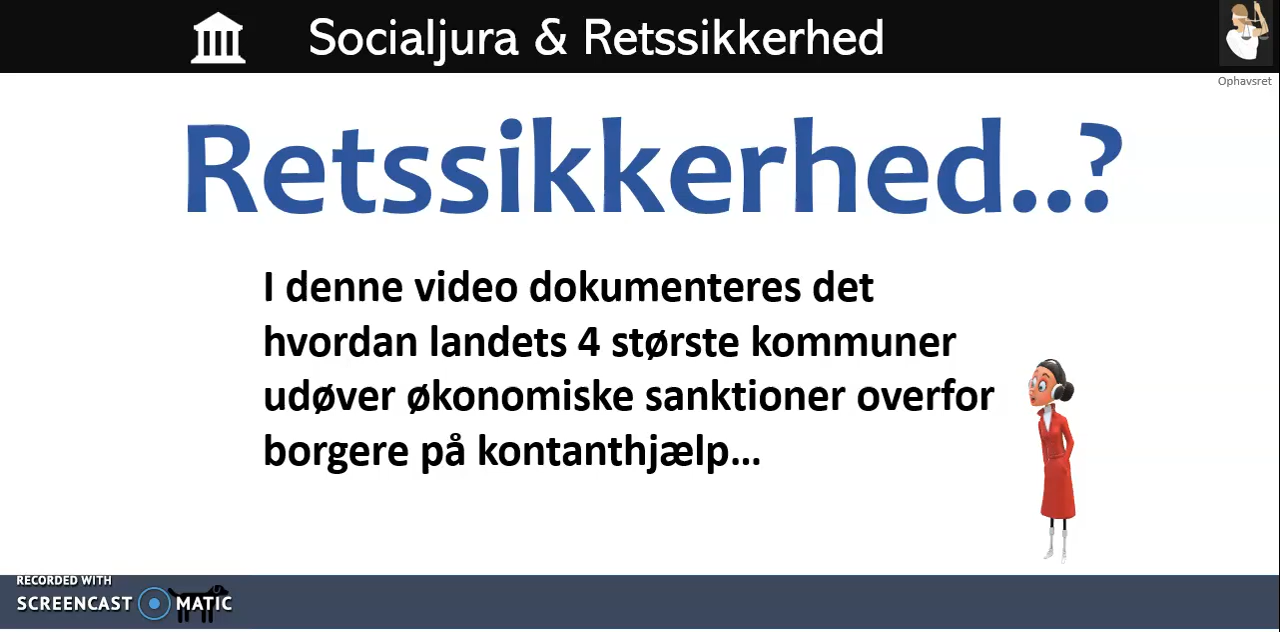 Socialjura & Retssikkerhed
Ophavsret
Retssikkerhed..?
I denne video dokumenteres det
hvordan landets 4 største kommuner
udøver økonomiske sanktioner overfor
borgere på kontanthjælp...
RECORDED WITH
SCREENCAST MATIC